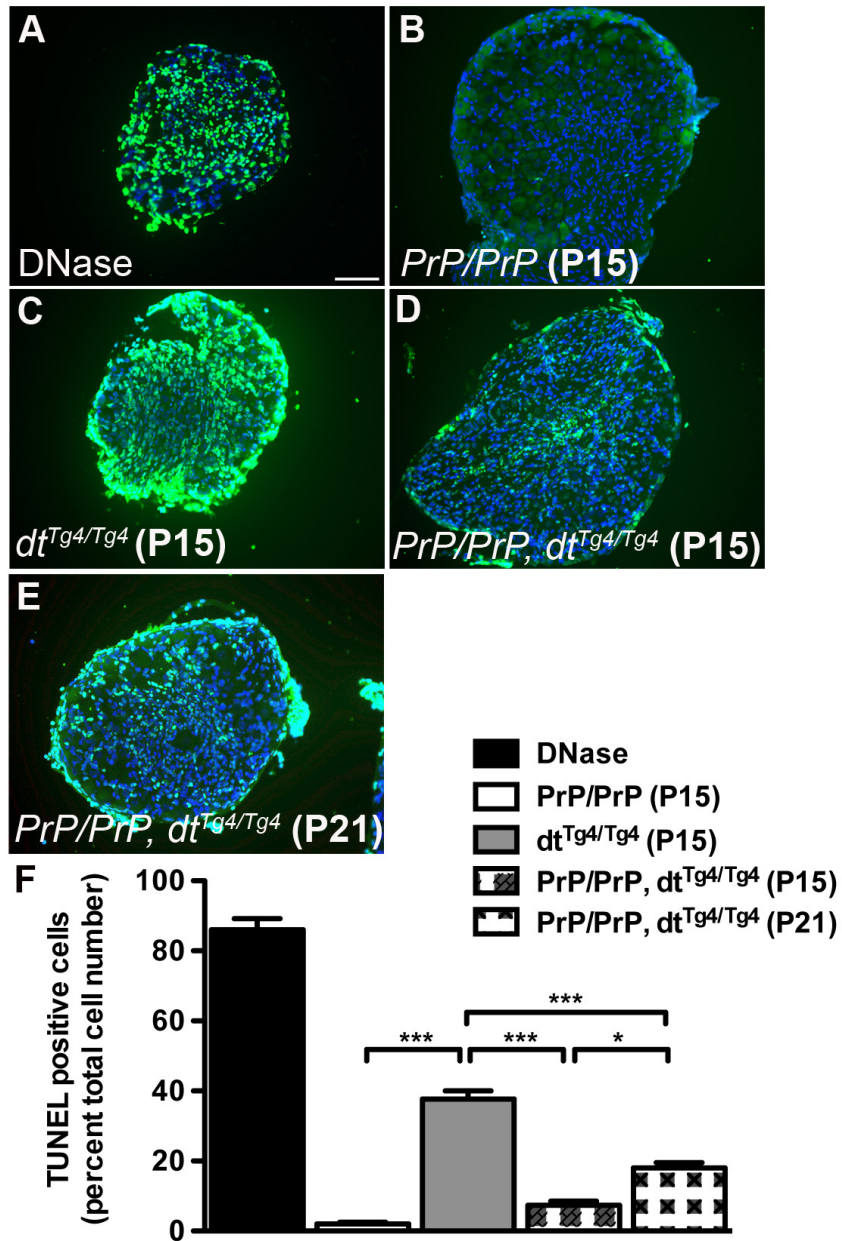 A
DNase
B
PrP/PrP (P15)
C
dtTg4/Tg4 (P15)
D
PrP/PrP, dtTg4/Tg4 (P15)
E
PrP/PrP, dtTg4/Tg4 (P21)
DNase
PrP/PrP (P15)
dtTg4/Tg4 (P15)
PrP/PrP, dtTg4/Tg4 (P15)
PrP/PrP, dtTg4/Tg4 (P21)
F
TUNEL positive cells
(percent total cell number)
100
80
60
40
20
0
***
***
***
*